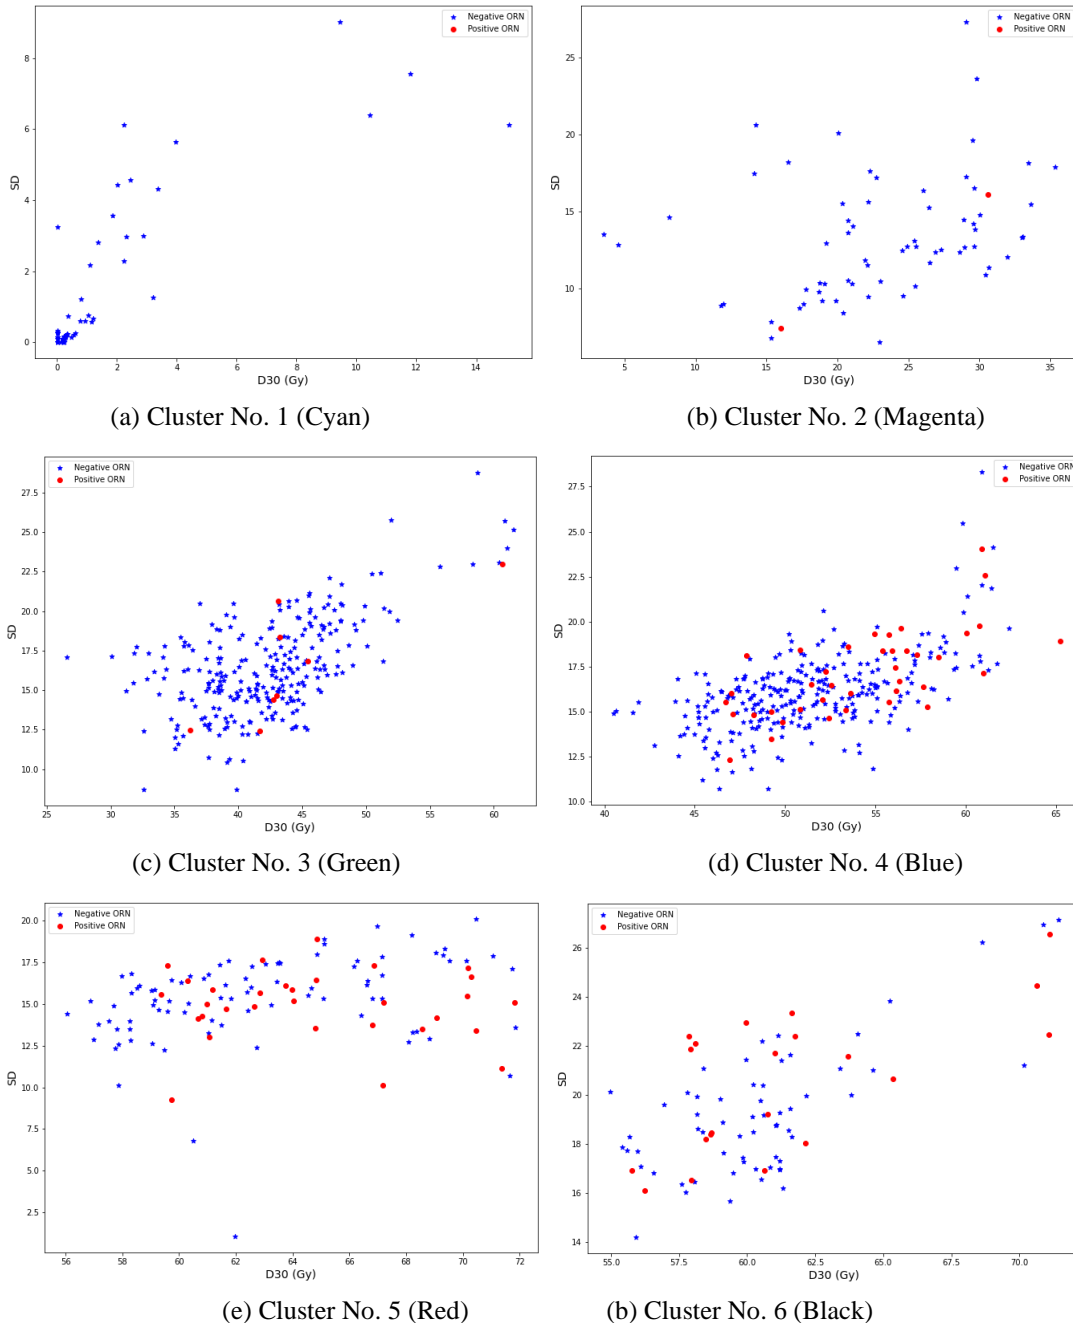 Negative ORN
Positive ORN
SD
8
6
4
2
0
0 2 4 6 8 10 12 14
D30 (Gy)
(a) Cluster No. 1 (Cyan)
Negative ORN
Positive ORN
SD
25
20
15
10
5 10 15 20 25 30 35
D30 (Gy)
(b) Cluster No. 2 (Magenta)
Negative ORN
Positive ORN
SD
27.5
25.0
22.5
20.0
17.5
15.0
12.5
10.0
25 30 35 40 45 50 55 60
D30 (Gy)
(c) Cluster No. 3 (Green)
Negative ORN
Positive ORN
SD
27.5
25.0
22.5
20.0
17.5
15.0
12.5
10.0
40 45 50 55 60 65
D30 (Gy)
(d) Cluster No. 4 (Blue)
Negative ORN
Positive ORN
SD
20.0
17.5
15.0
12.5
10.0
7.5
5.0
2.5
56 58 60 62 64 66 68 70 72
D30 (Gy)
(e) Cluster No. 5 (Red)
Negative ORN
Positive ORN
SD
26
24
22
20
18
16
14
55.0 57.5 60.0 62.5 65.0 67.5 70.0
D30 (Gy)
(b) Cluster No. 6 (Black)